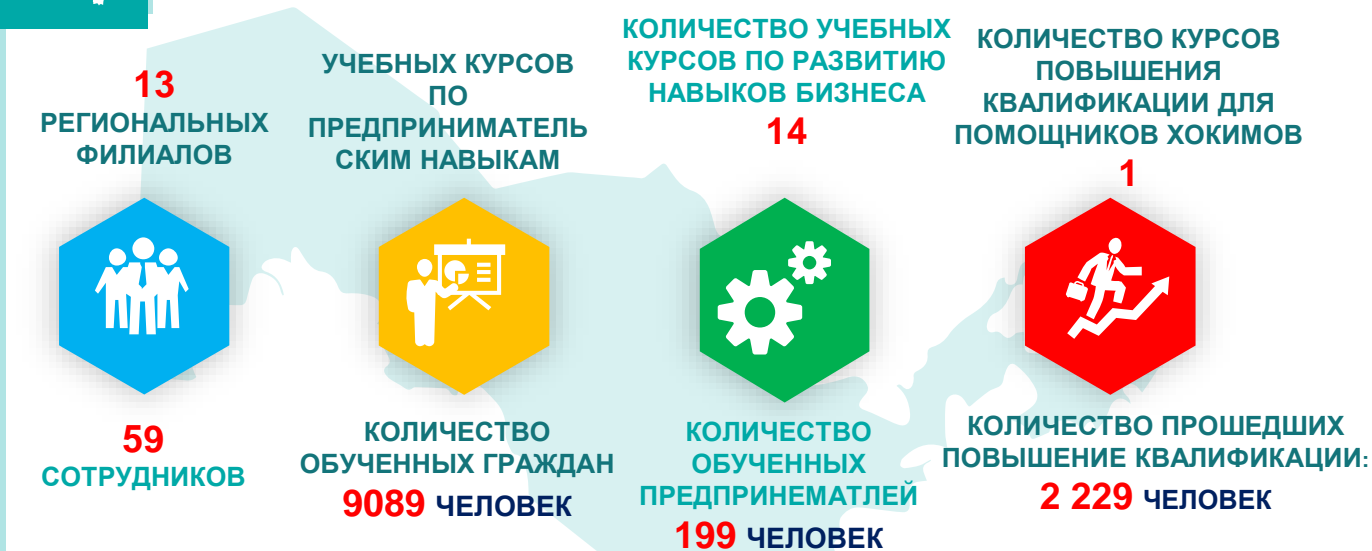 13
РЕГИОНАЛЬНЫХ
ФИЛИАЛОВ
59
СОТРУДНИКОВ
УЧЕБНЫХ КУРСОВ
ПО
ПРЕДПРИНИМАТЕЛЬ
СКИМ НАВЫКАМ
КОЛИЧЕСТВО
ОБУЧЕННЫХ ГРАЖДАН
9089 ЧЕЛОВЕК
КОЛИЧЕСТВО УЧЕБНЫХ
КУРСОВ ПО РАЗВИТИЮ
НАВЫКОВ БИЗНЕСА
14
КОЛИЧЕСТВО
ОБУЧЕННЫХ
ПРЕДПРИНЕМАТЛЕЙ
199 ЧЕЛОВЕК
КОЛИЧЕСТВО КУРСОВ
ПОВЫШЕНИЯ
КВАЛИФИКАЦИИ ДЛЯ
ПОМОЩНИКОВ ХОКИМОВ
1
КОЛИЧЕСТВО ПРОШЕДШИХ
ПОВЫШЕНИЕ КВАЛИФИКАЦИИ:
2 229 ЧЕЛОВЕК